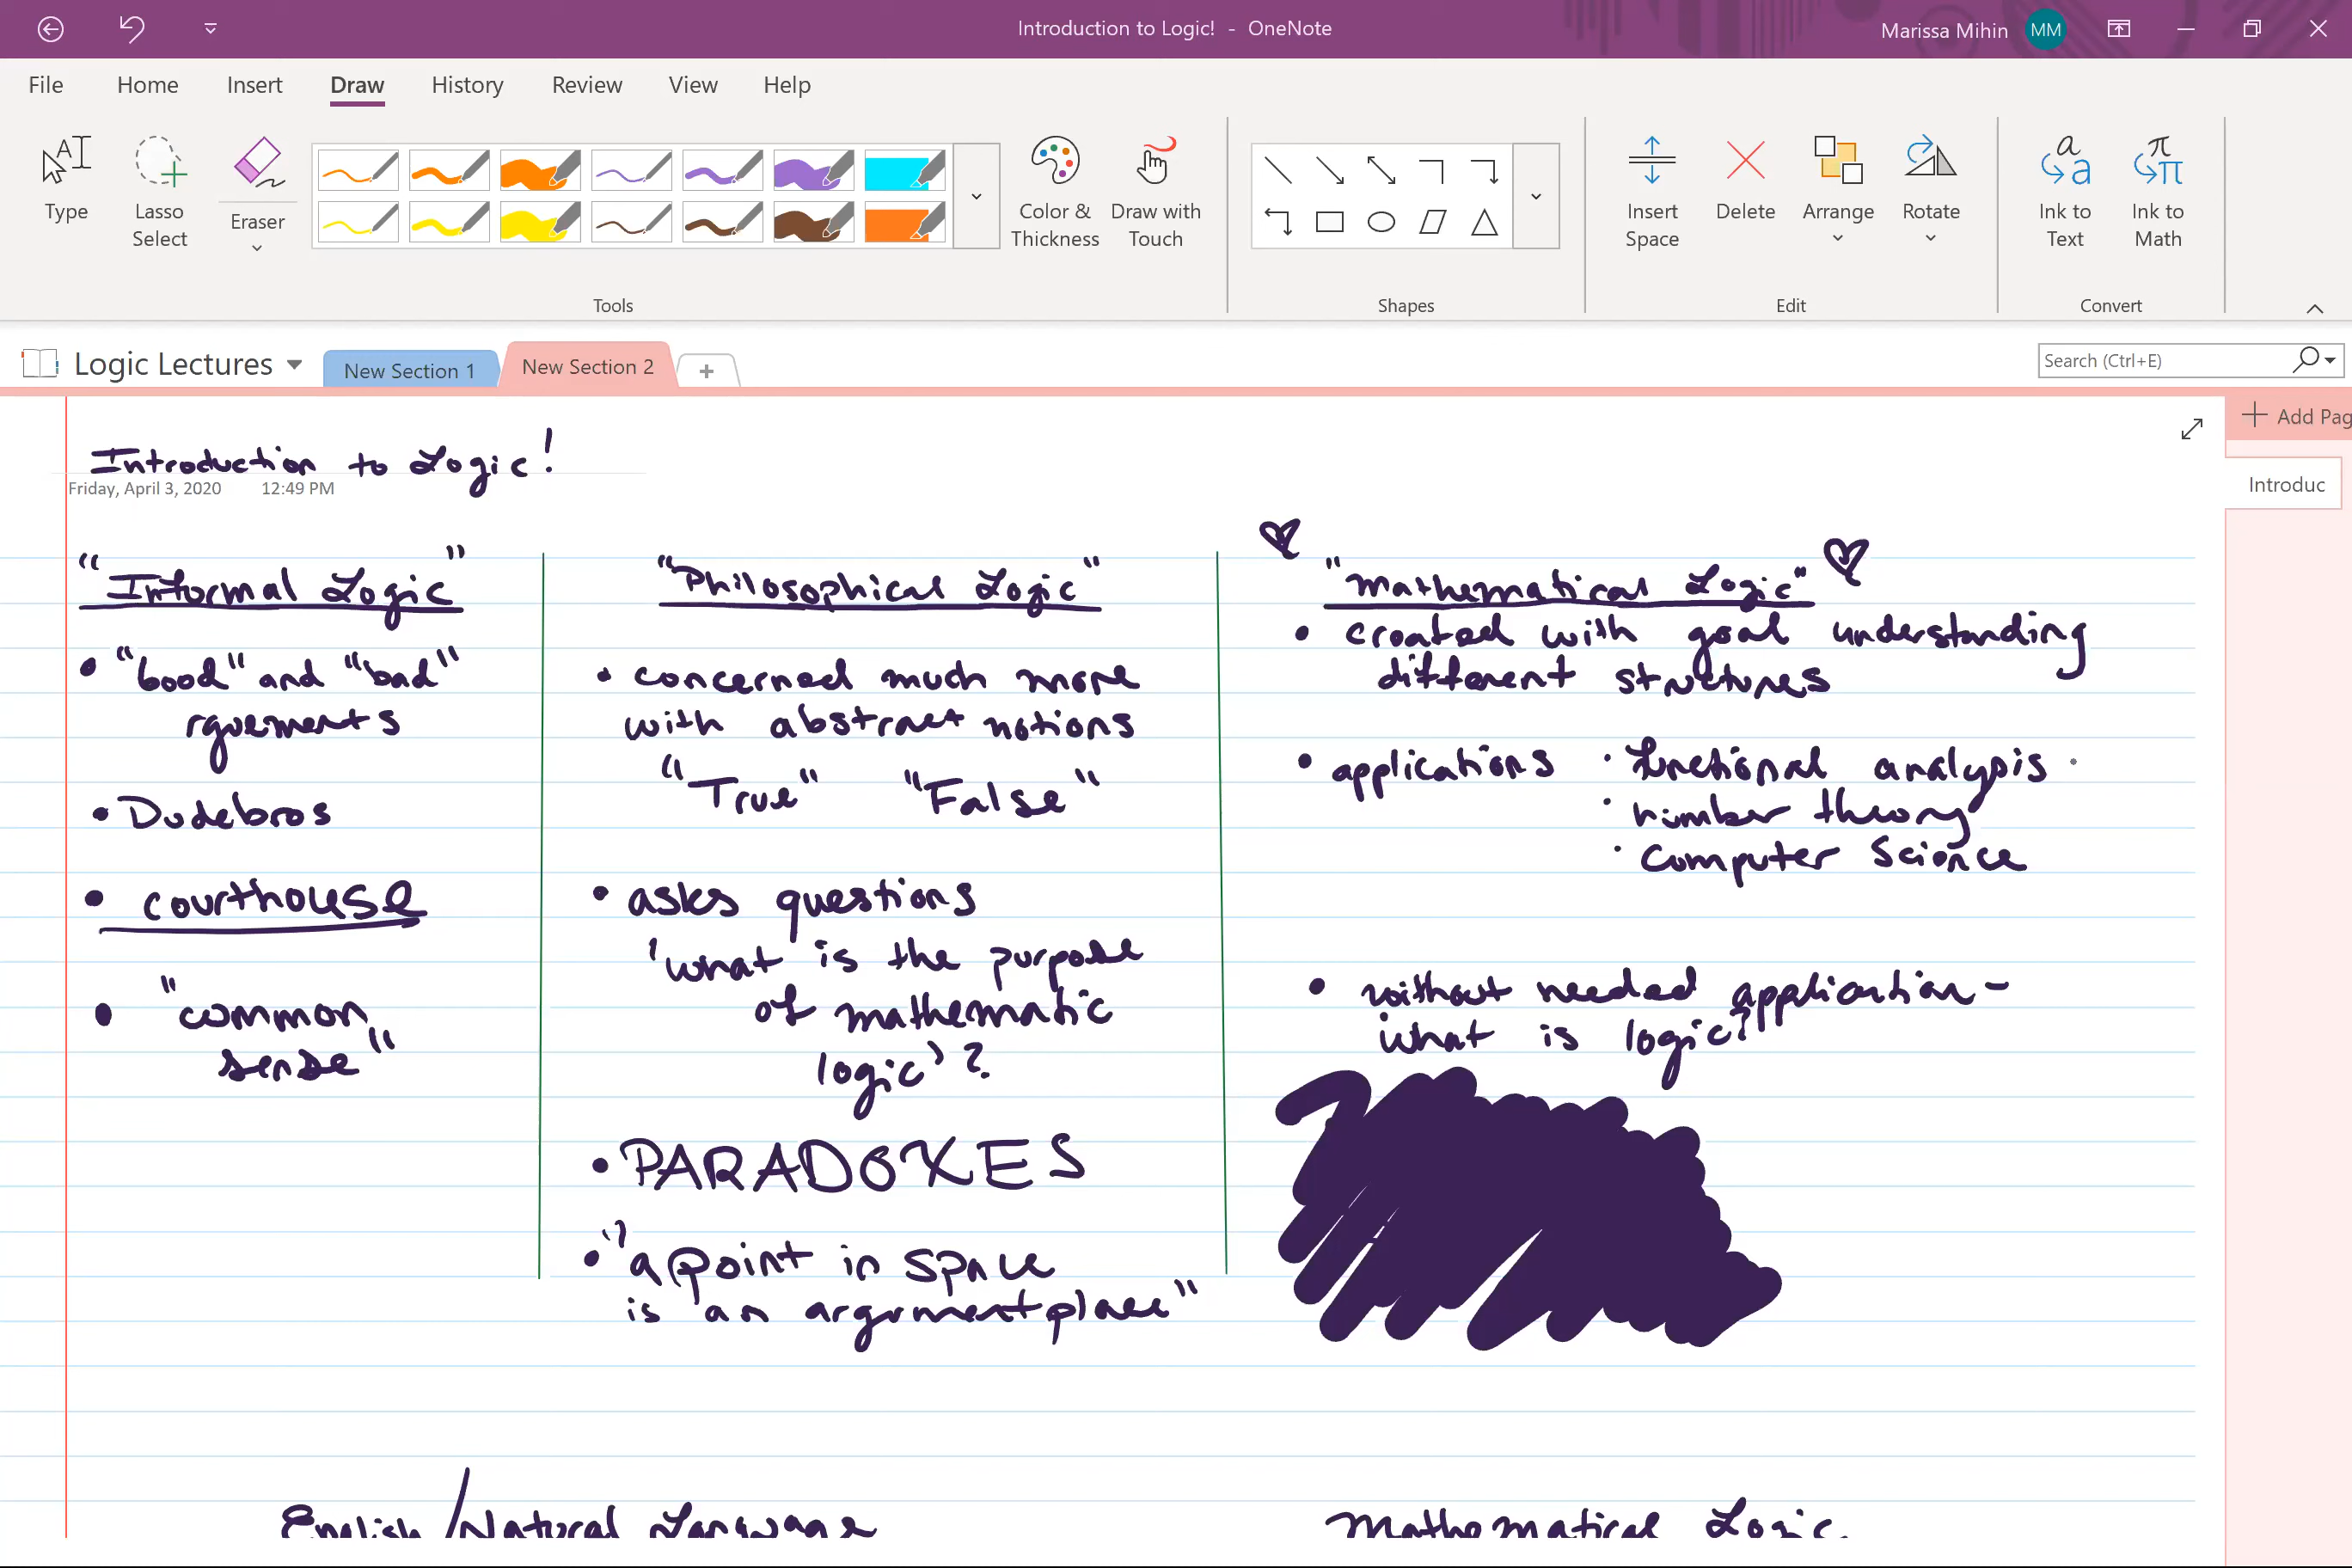 Introduction to Logic! - OneNote
Marissa Mihin MM
File Home Insert Draw History Review View Help
Type
Lasso Select
Eraser
Color & Thickness
Draw with Touch
Tools
Shapes
Insert Space
Delete
Arrange
Rotate
Edit
Ink to Text
Ink to Math
Convert
Logic Lectures
New Section 1
New Section 2
Search (Ctrl+E)
Add Pag
Introduc
Introduction to Logic!
Friday, April 3, 2020 12:49 PM
"Informal Logic"
• "Good" and "bad"
rguements
• Dudebros
• courthouse
• "common
sense"
"Philosophical Logic"
• concerned much more
with abstract notions
"True" "False"
• asks questions
'what is the purpose
of mathematic
logic'?
• PARADOXES
• "a point in space
is an argument place"
"Mathematical Logic"
• created with goal understanding
different structures
• applications · functional analysis
· number theory
· Computer Science
• without needed application -
what is logic?
English/Natural Language
Mathematical Logic